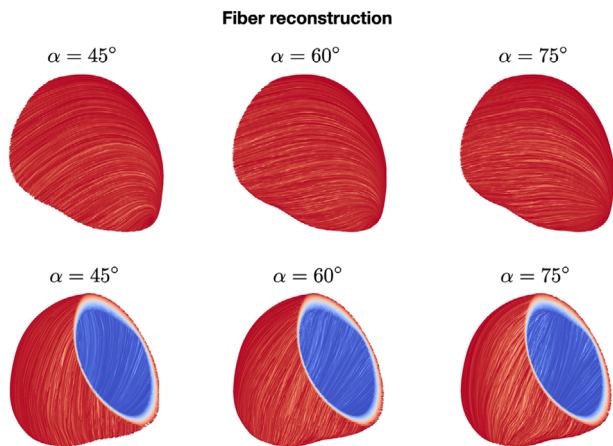 Fiber reconstruction
α = 45° α = 60° α = 75°
α = 45° α = 60° α = 75°